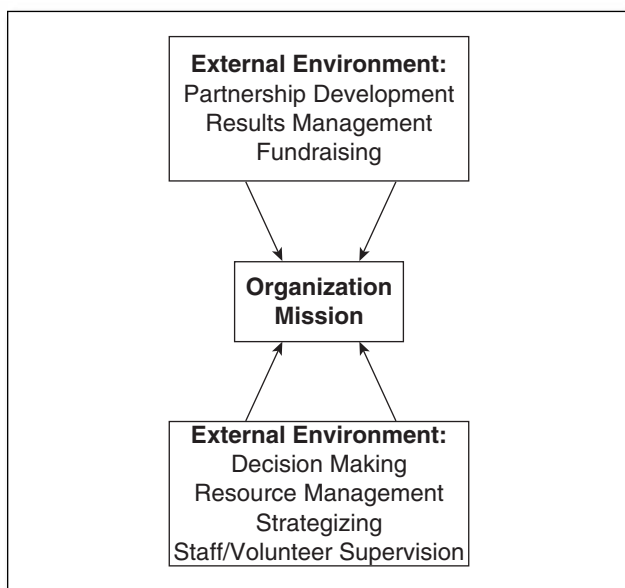 External Environment:
Partnership Development
Results Management
Fundraising
Organization
Mission
External Environment:
Decision Making
Resource Management
Strategizing
Staff/Volunteer Supervision